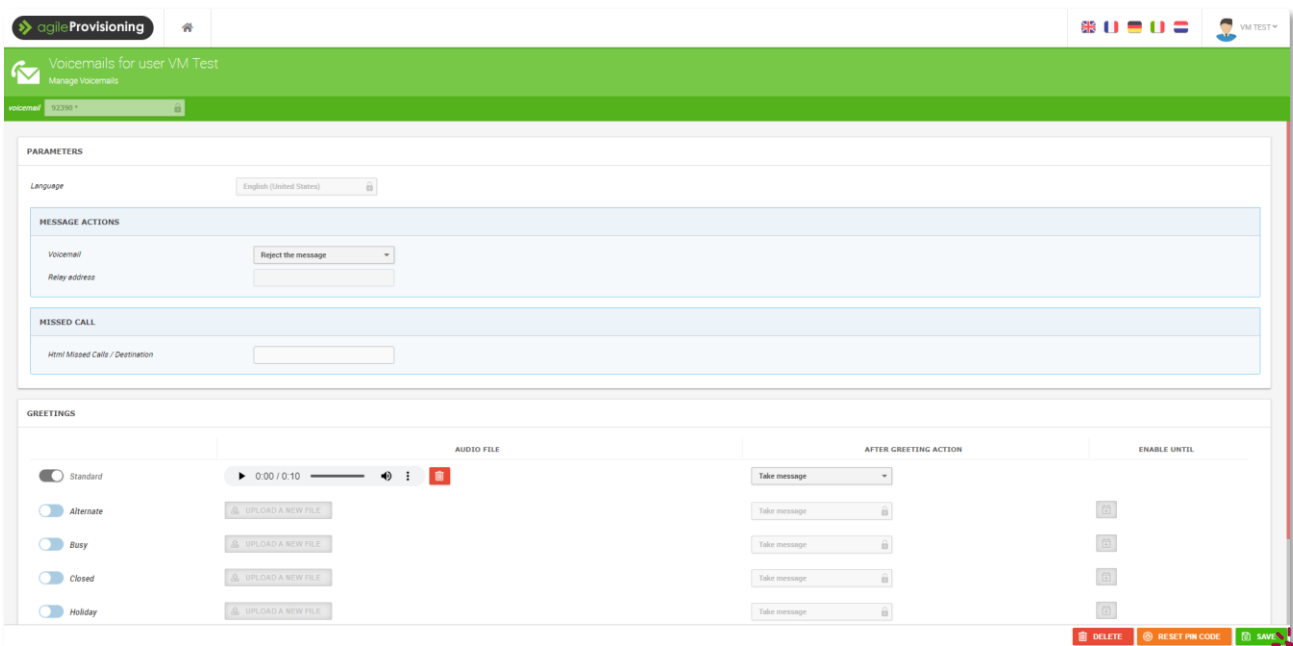 agileProvisioning
VM TEST
Voicemails for user VM Test
Manage Voicemails
voicemail 92390 *
PARAMETERS
Language English (United States)
MESSAGE ACTIONS
Voicemail Reject the message
Relay address
MISSED CALL
Html Missed Calls / Destination
GREETINGS
AUDIO FILE AFTER GREETING ACTION ENABLE UNTIL
Standard 0:00 / 0:10 Take message
Alternate UPLOAD A NEW FILE Take message
Busy UPLOAD A NEW FILE Take message
Closed UPLOAD A NEW FILE Take message
Holiday UPLOAD A NEW FILE Take message
DELETE RESET PIN CODE SAVE